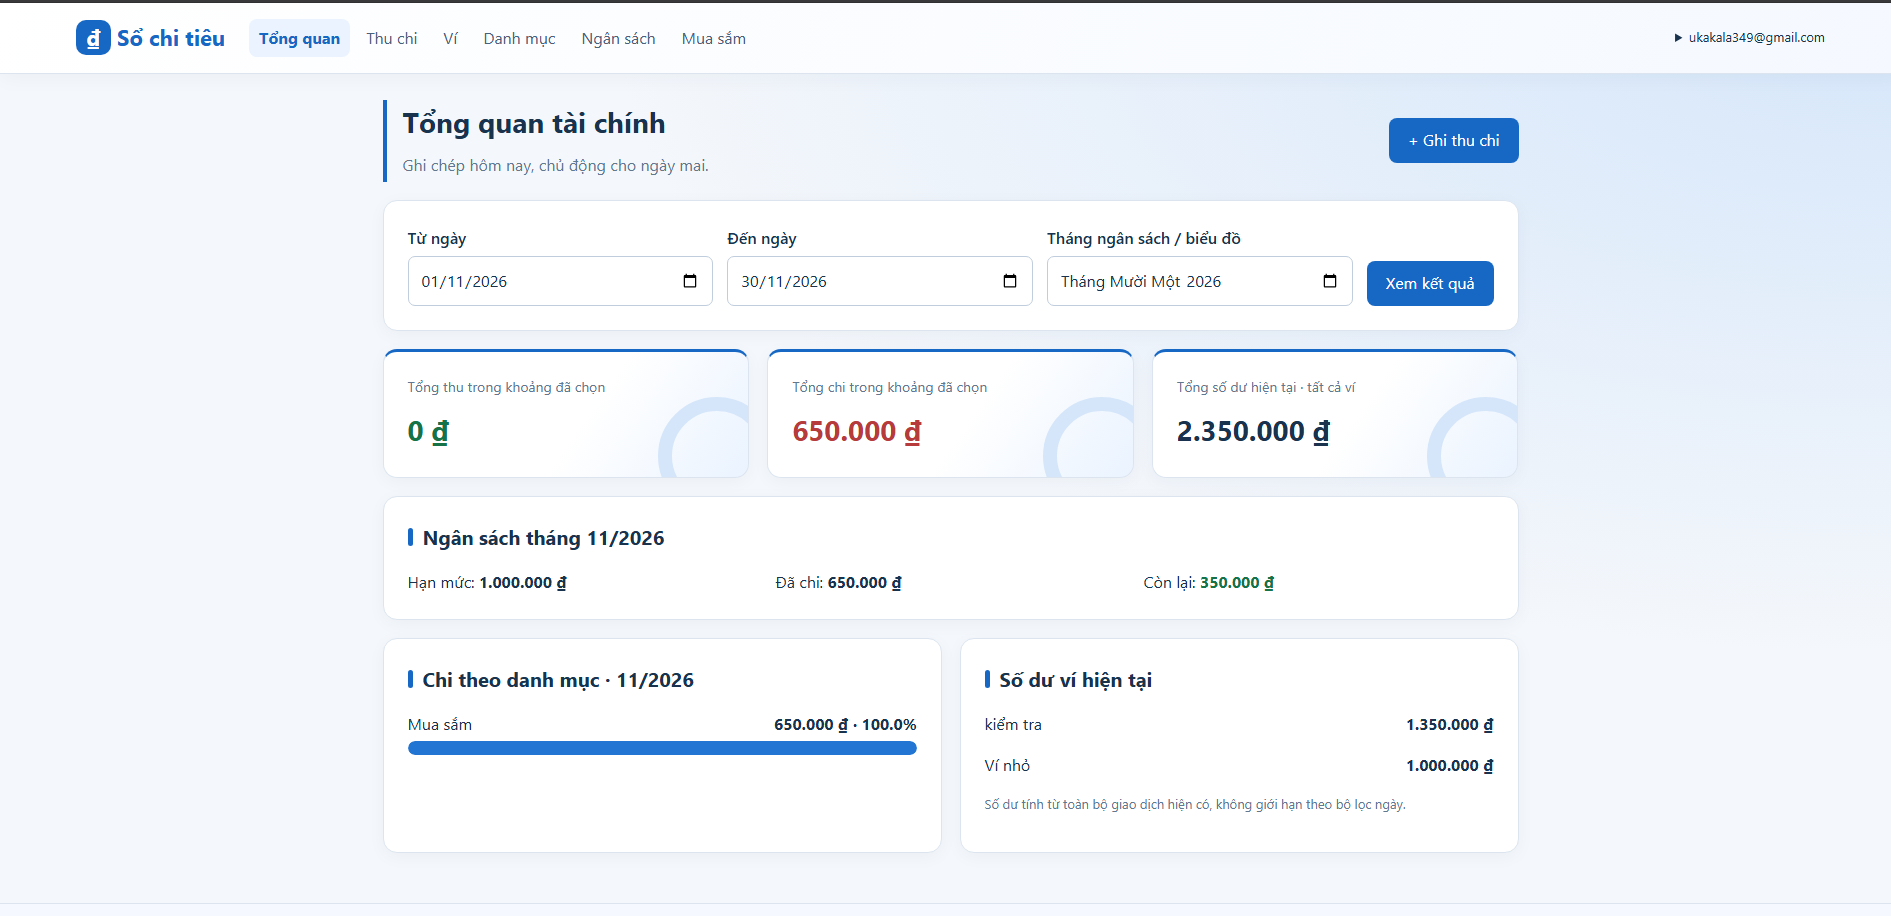 đ Sổ chi tiêu Tổng quan Thu chi Ví Danh mục Ngân sách Mua sắm ▶ ukakala349@gmail.com
Tổng quan tài chính
Ghi chép hôm nay, chủ động cho ngày mai.
+ Ghi thu chi
Từ ngày Đến ngày Tháng ngân sách / biểu đồ
01/11/2026 30/11/2026 Tháng Mười Một 2026 Xem kết quả
Tổng thu trong khoảng đã chọn Tổng chi trong khoảng đã chọn Tổng số dư hiện tại · tất cả ví
0 ₫ 650.000 ₫ 2.350.000 ₫
Ngân sách tháng 11/2026
Hạn mức: 1.000.000 ₫ Đã chi: 650.000 ₫ Còn lại: 350.000 ₫
Chi theo danh mục · 11/2026
Mua sắm 650.000 ₫ · 100.0%
Số dư ví hiện tại
kiểm tra 1.350.000 ₫
Ví nhỏ 1.000.000 ₫
Số dư tính từ toàn bộ giao dịch hiện có, không giới hạn theo bộ lọc ngày.